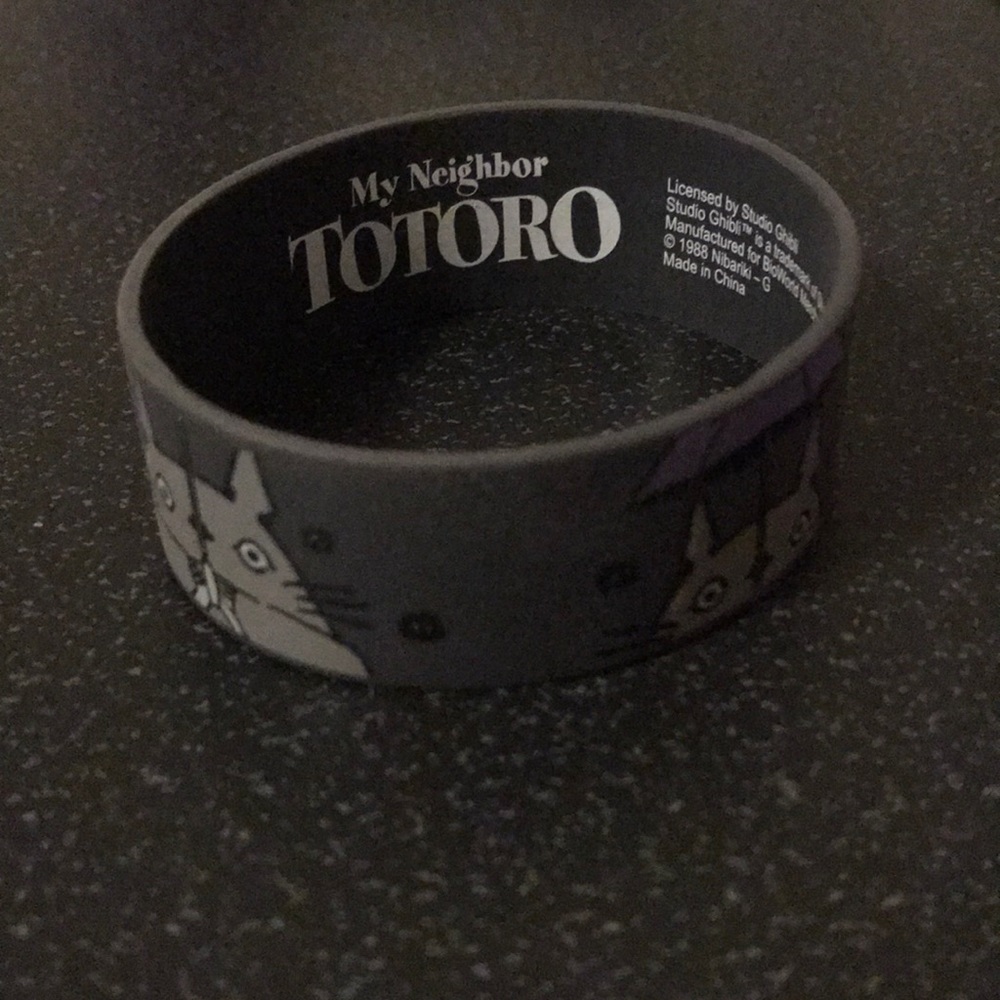 My Neighbor
TOTORO
Licensed by Studio Ghibli
Studio Ghibli™ is a trademark of
Manufactured for BioWorld
© 1988 Nibariki – G
Made in China